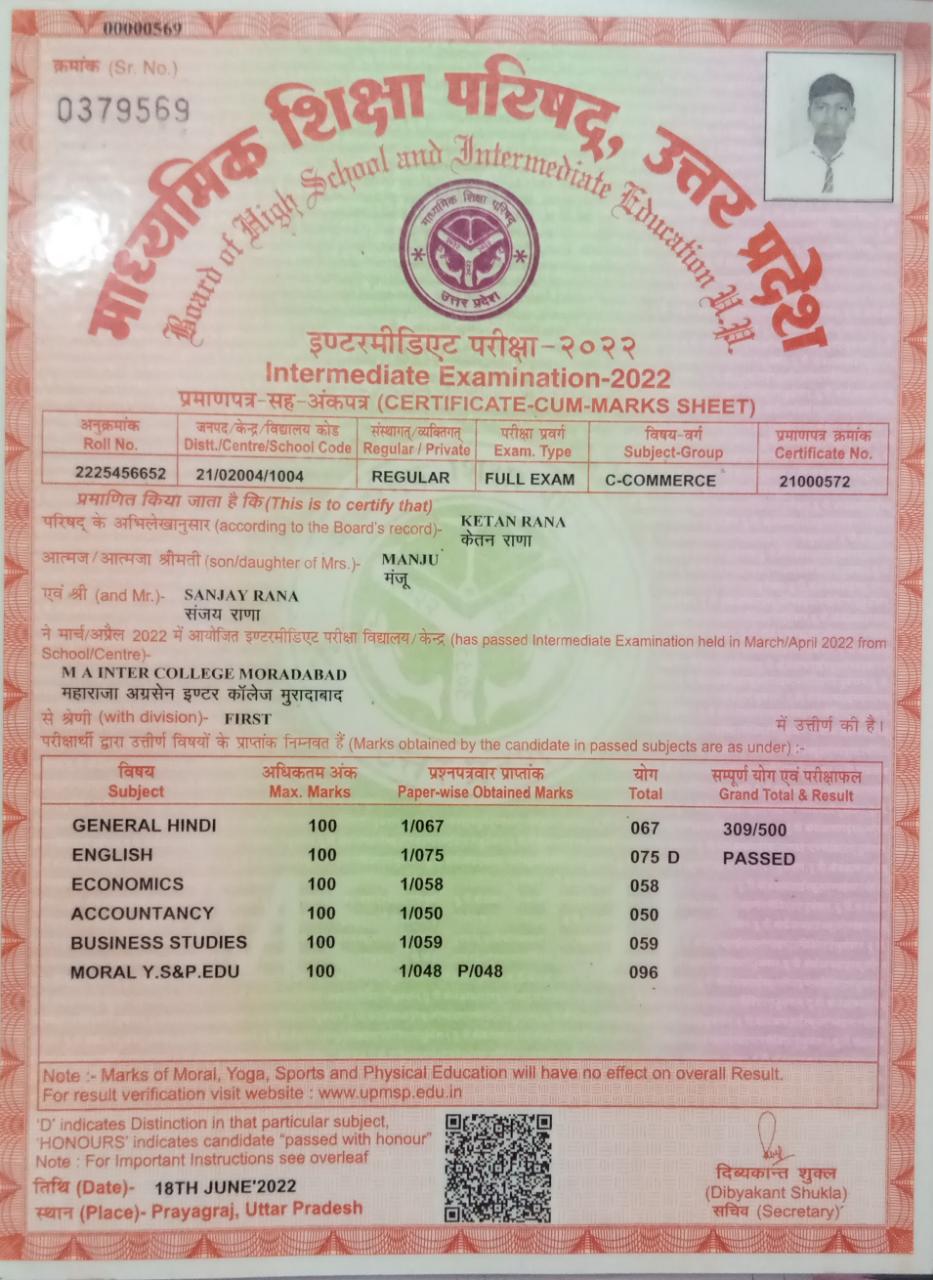 00000569
क्रमांक (Sr. No.)
0379569
माध्यमिक शिक्षा परिषद्, उत्तर प्रदेश
Board of High School and Intermediate Education U.P.
माध्यमिक शिक्षा परिषद्
उत्तर प्रदेश
इण्टरमीडिएट परीक्षा-२०२२
Intermediate Examination-2022
प्रमाणपत्र-सह-अंकपत्र (CERTIFICATE-CUM-MARKS SHEET)
अनुक्रमांक जनपद/केन्द्र/विद्यालय कोड संस्थागत/व्यक्तिगत परीक्षा प्रवर्ग विषय-वर्ग प्रमाणपत्र क्रमांक
Roll No. Distt./Centre/School Code Regular / Private Exam. Type Subject-Group Certificate No.
2225456652 21/02004/1004 REGULAR FULL EXAM C-COMMERCE 21000572
प्रमाणित किया जाता है कि (This is to certify that)
परिषद् के अभिलेखानुसार (according to the Board's record)- KETAN RANA
केतन राणा
आत्मज/आत्मजा श्रीमती (son/daughter of Mrs.)- MANJU
मंजू
एवं श्री (and Mr.)- SANJAY RANA
संजय राणा
ने मार्च/अप्रैल 2022 में आयोजित इण्टरमीडिएट परीक्षा विद्यालय/केन्द्र (has passed Intermediate Examination held in March/April 2022 from
School/Centre)-
M A INTER COLLEGE MORADABAD
महाराजा अग्रसेन इण्टर कॉलेज मुरादाबाद
से श्रेणी (with division)- FIRST में उत्तीर्ण की है।
परीक्षार्थी द्वारा उत्तीर्ण विषयों के प्राप्तांक निम्नवत हैं (Marks obtained by the candidate in passed subjects are as under) :-
विषय अधिकतम अंक प्रश्नपत्रवार प्राप्तांक योग सम्पूर्ण योग एवं परीक्षाफल
Subject Max. Marks Paper-wise Obtained Marks Total Grand Total & Result
GENERAL HINDI 100 1/067 067 309/500
ENGLISH 100 1/075 075 D PASSED
ECONOMICS 100 1/058 058
ACCOUNTANCY 100 1/050 050
BUSINESS STUDIES 100 1/059 059
MORAL Y.S&P.EDU 100 1/048 P/048 096
Note :- Marks of Moral, Yoga, Sports and Physical Education will have no effect on overall Result.
For result verification visit website : www.upmsp.edu.in
'D' indicates Distinction in that particular subject,
'HONOURS' indicates candidate "passed with honour"
Note : For Important Instructions see overleaf
तिथि (Date)- 18TH JUNE'2022
स्थान (Place)- Prayagraj, Uttar Pradesh
दिब्यकान्त शुक्ल
(Dibyakant Shukla)
सचिव (Secretary)